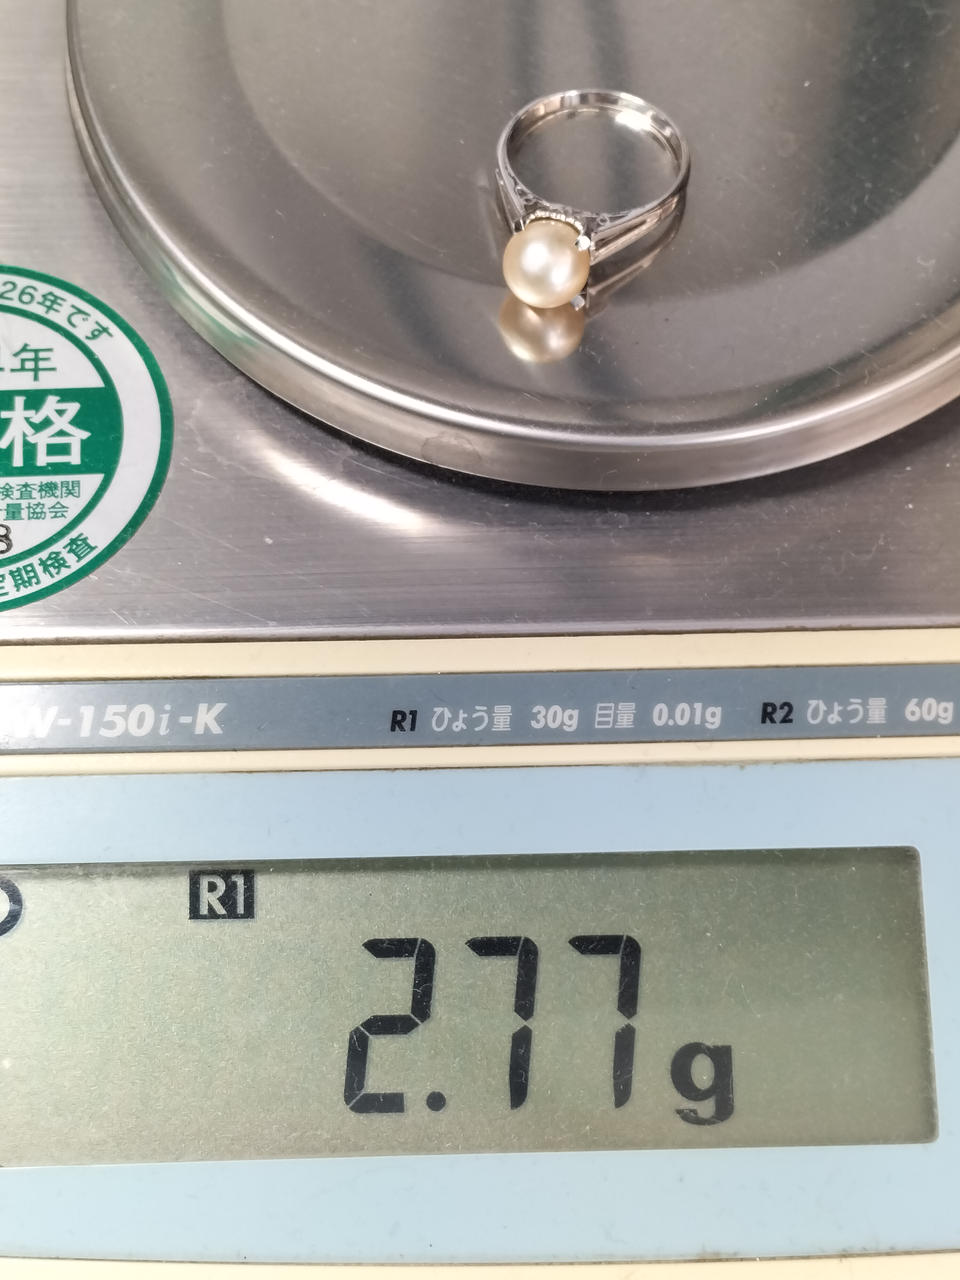 26年です
年
格
検査機関
量協会
定期検査
W-150i-K
R1 ひょう量 30g 目量 0.01g R2 ひょう量 60g
R1
2.77g